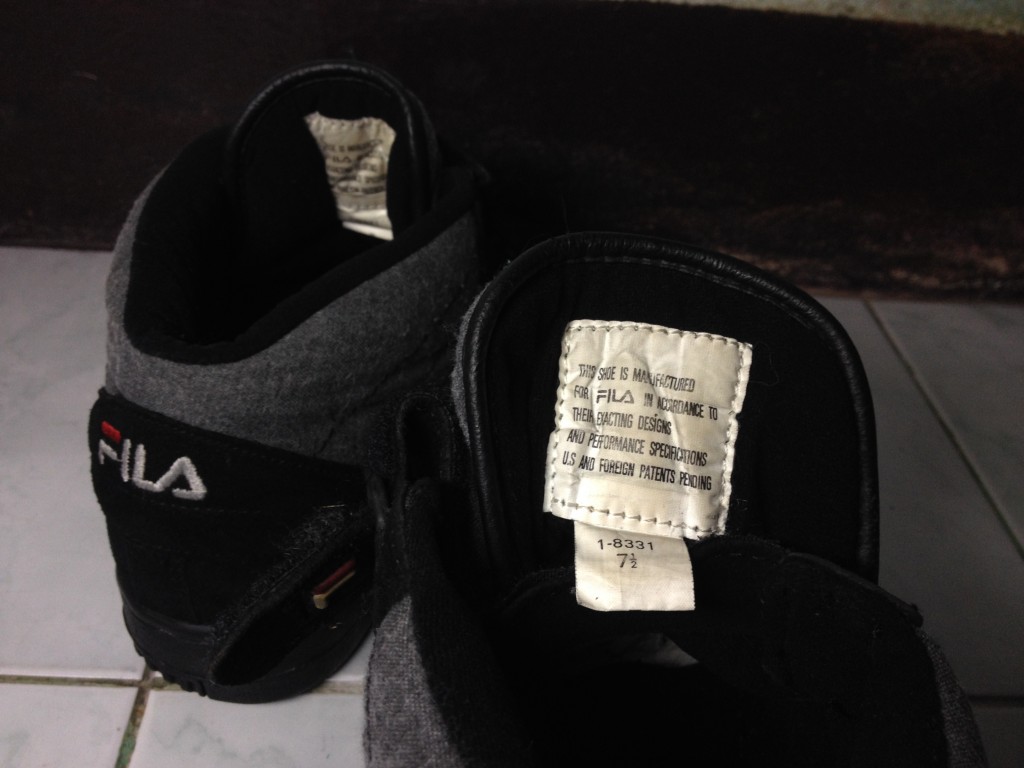 FILA
THIS SHOE IS MANUFACTURED
FOR FILA IN ACCORDANCE TO
THEIR EXACTING DESIGNS
AND PERFORMANCE SPECIFICATIONS
U.S AND FOREIGN PATENTS PENDING
1-8331
7½
FILA